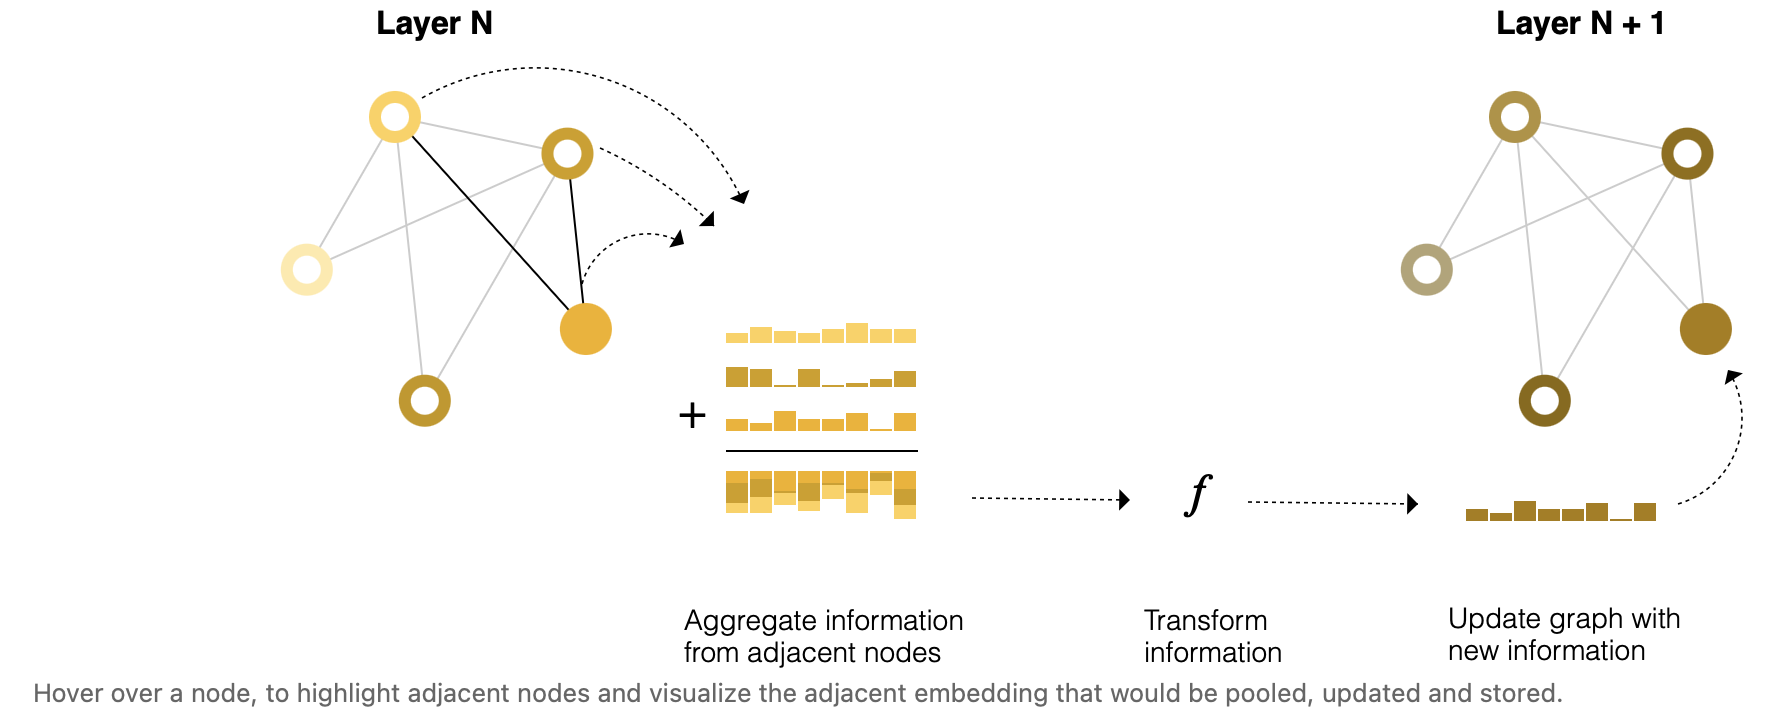 Layer N
Layer N + 1
+
f
Aggregate information
from adjacent nodes
Transform
information
Update graph with
new information
Hover over a node, to highlight adjacent nodes and visualize the adjacent embedding that would be pooled, updated and stored.